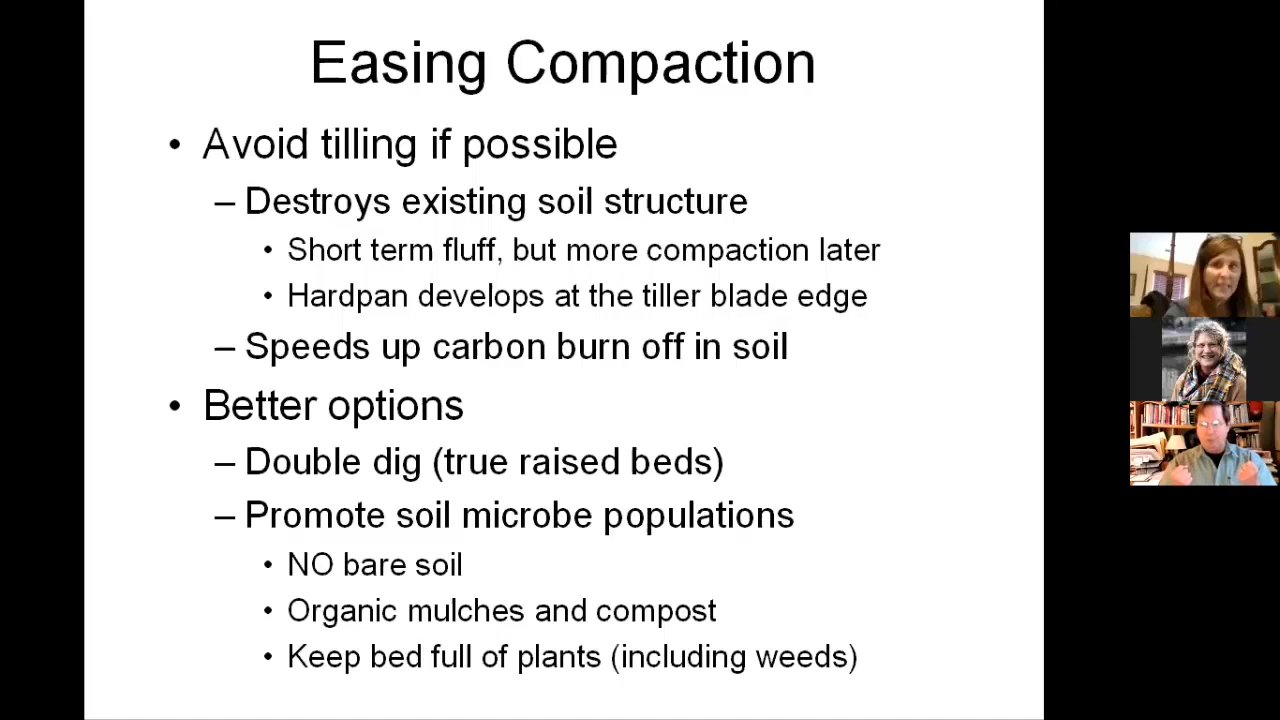 Easing Compaction
• Avoid tilling if possible
– Destroys existing soil structure
• Short term fluff, but more compaction later
• Hardpan develops at the tiller blade edge
– Speeds up carbon burn off in soil
• Better options
– Double dig (true raised beds)
– Promote soil microbe populations
• NO bare soil
• Organic mulches and compost
• Keep bed full of plants (including weeds)